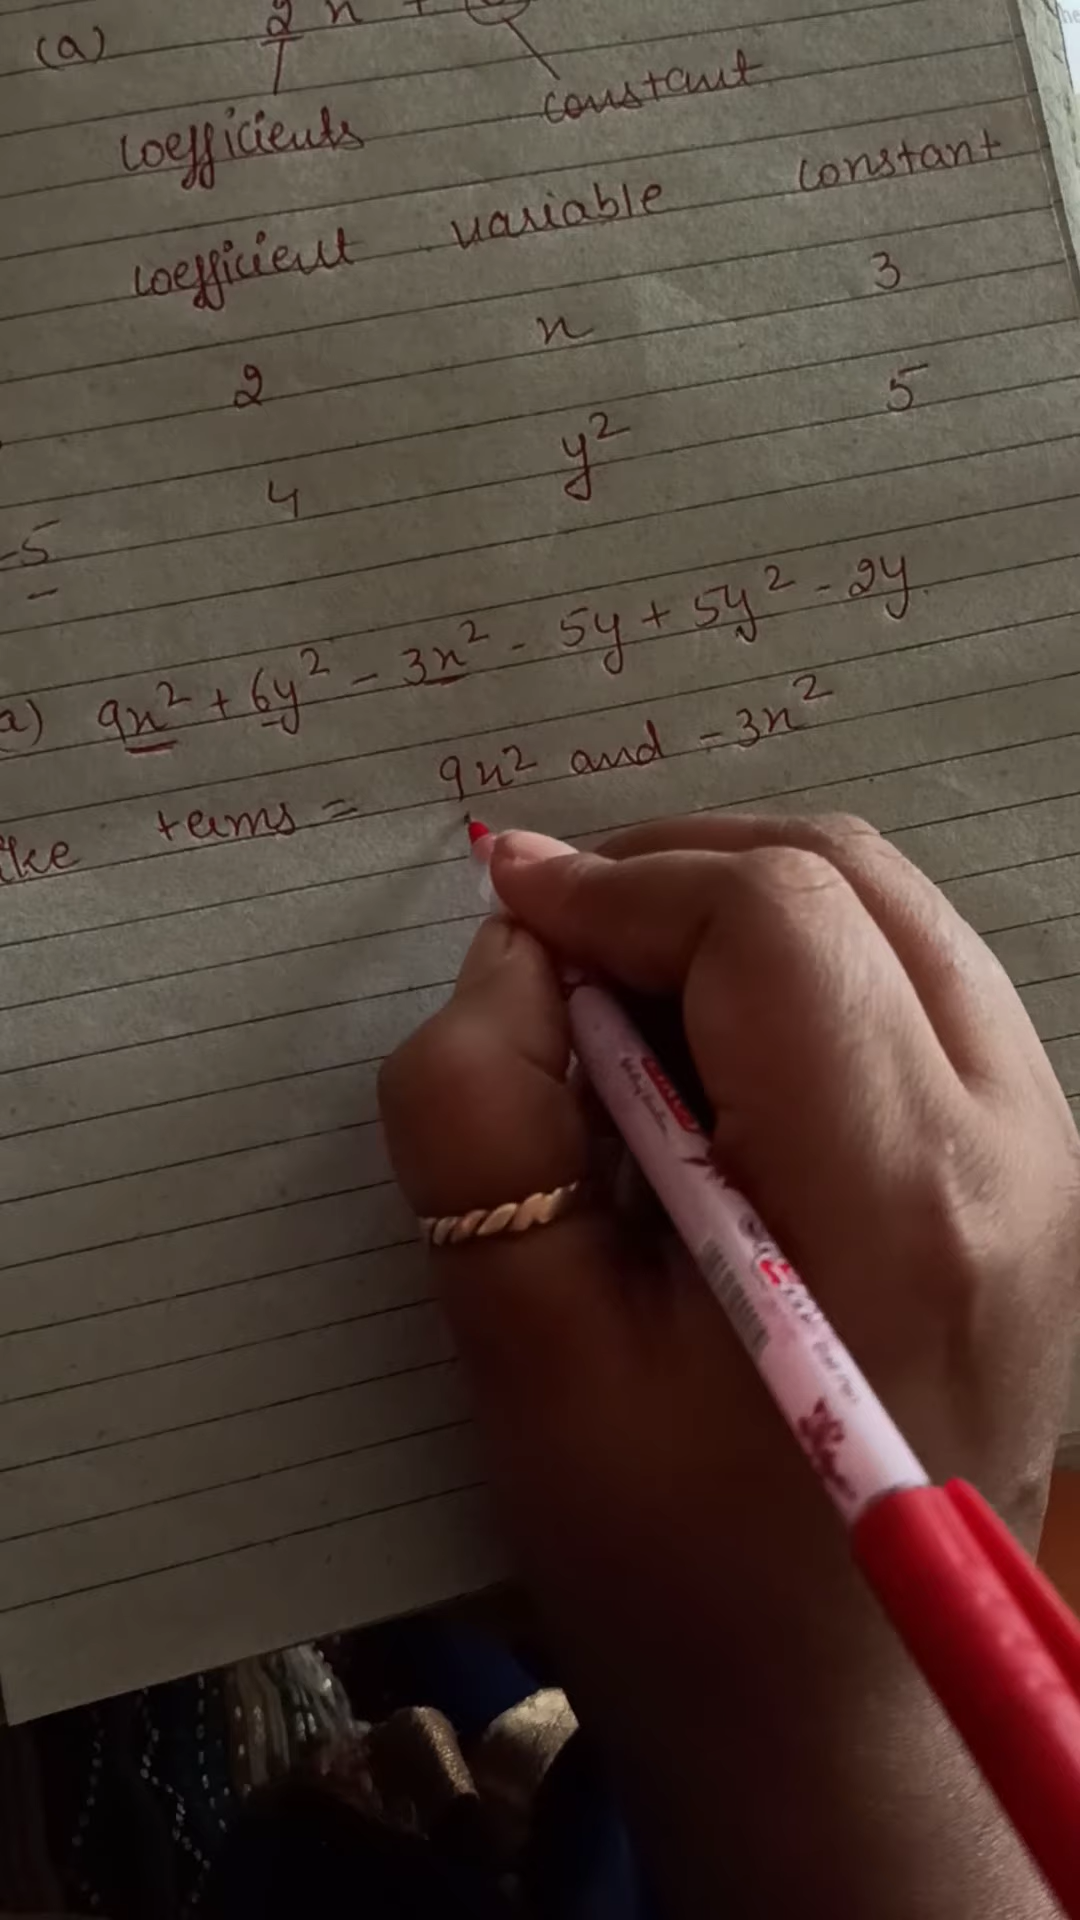 (a) 2x +
coefficients constant
coefficient variable constant
2 x 3
-5 4 y² 5
a) 9x² + 6y² - 3x² - 5y + 5y² - 2y
like terms = 9x² and - 3x²